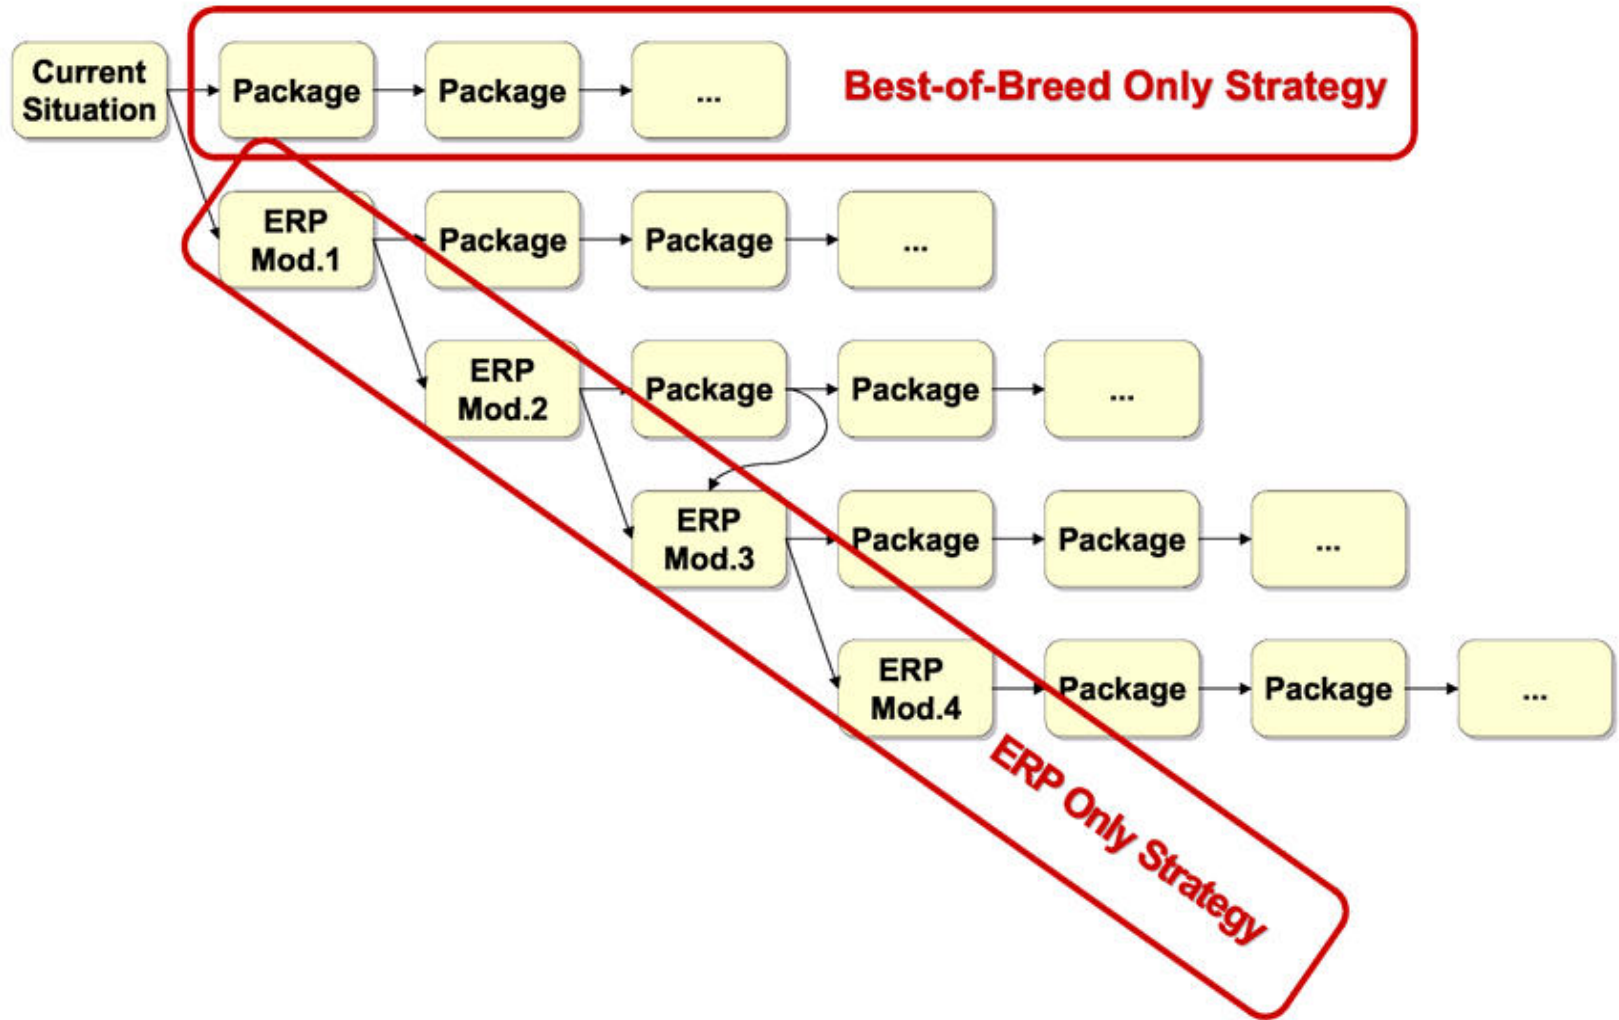 Current
Situation
Package
Package
...
Best-of-Breed Only Strategy
ERP
Mod.1
Package
Package
...
ERP
Mod.2
Package
Package
...
ERP
Mod.3
Package
Package
...
ERP
Mod.4
Package
Package
...
ERP Only Strategy